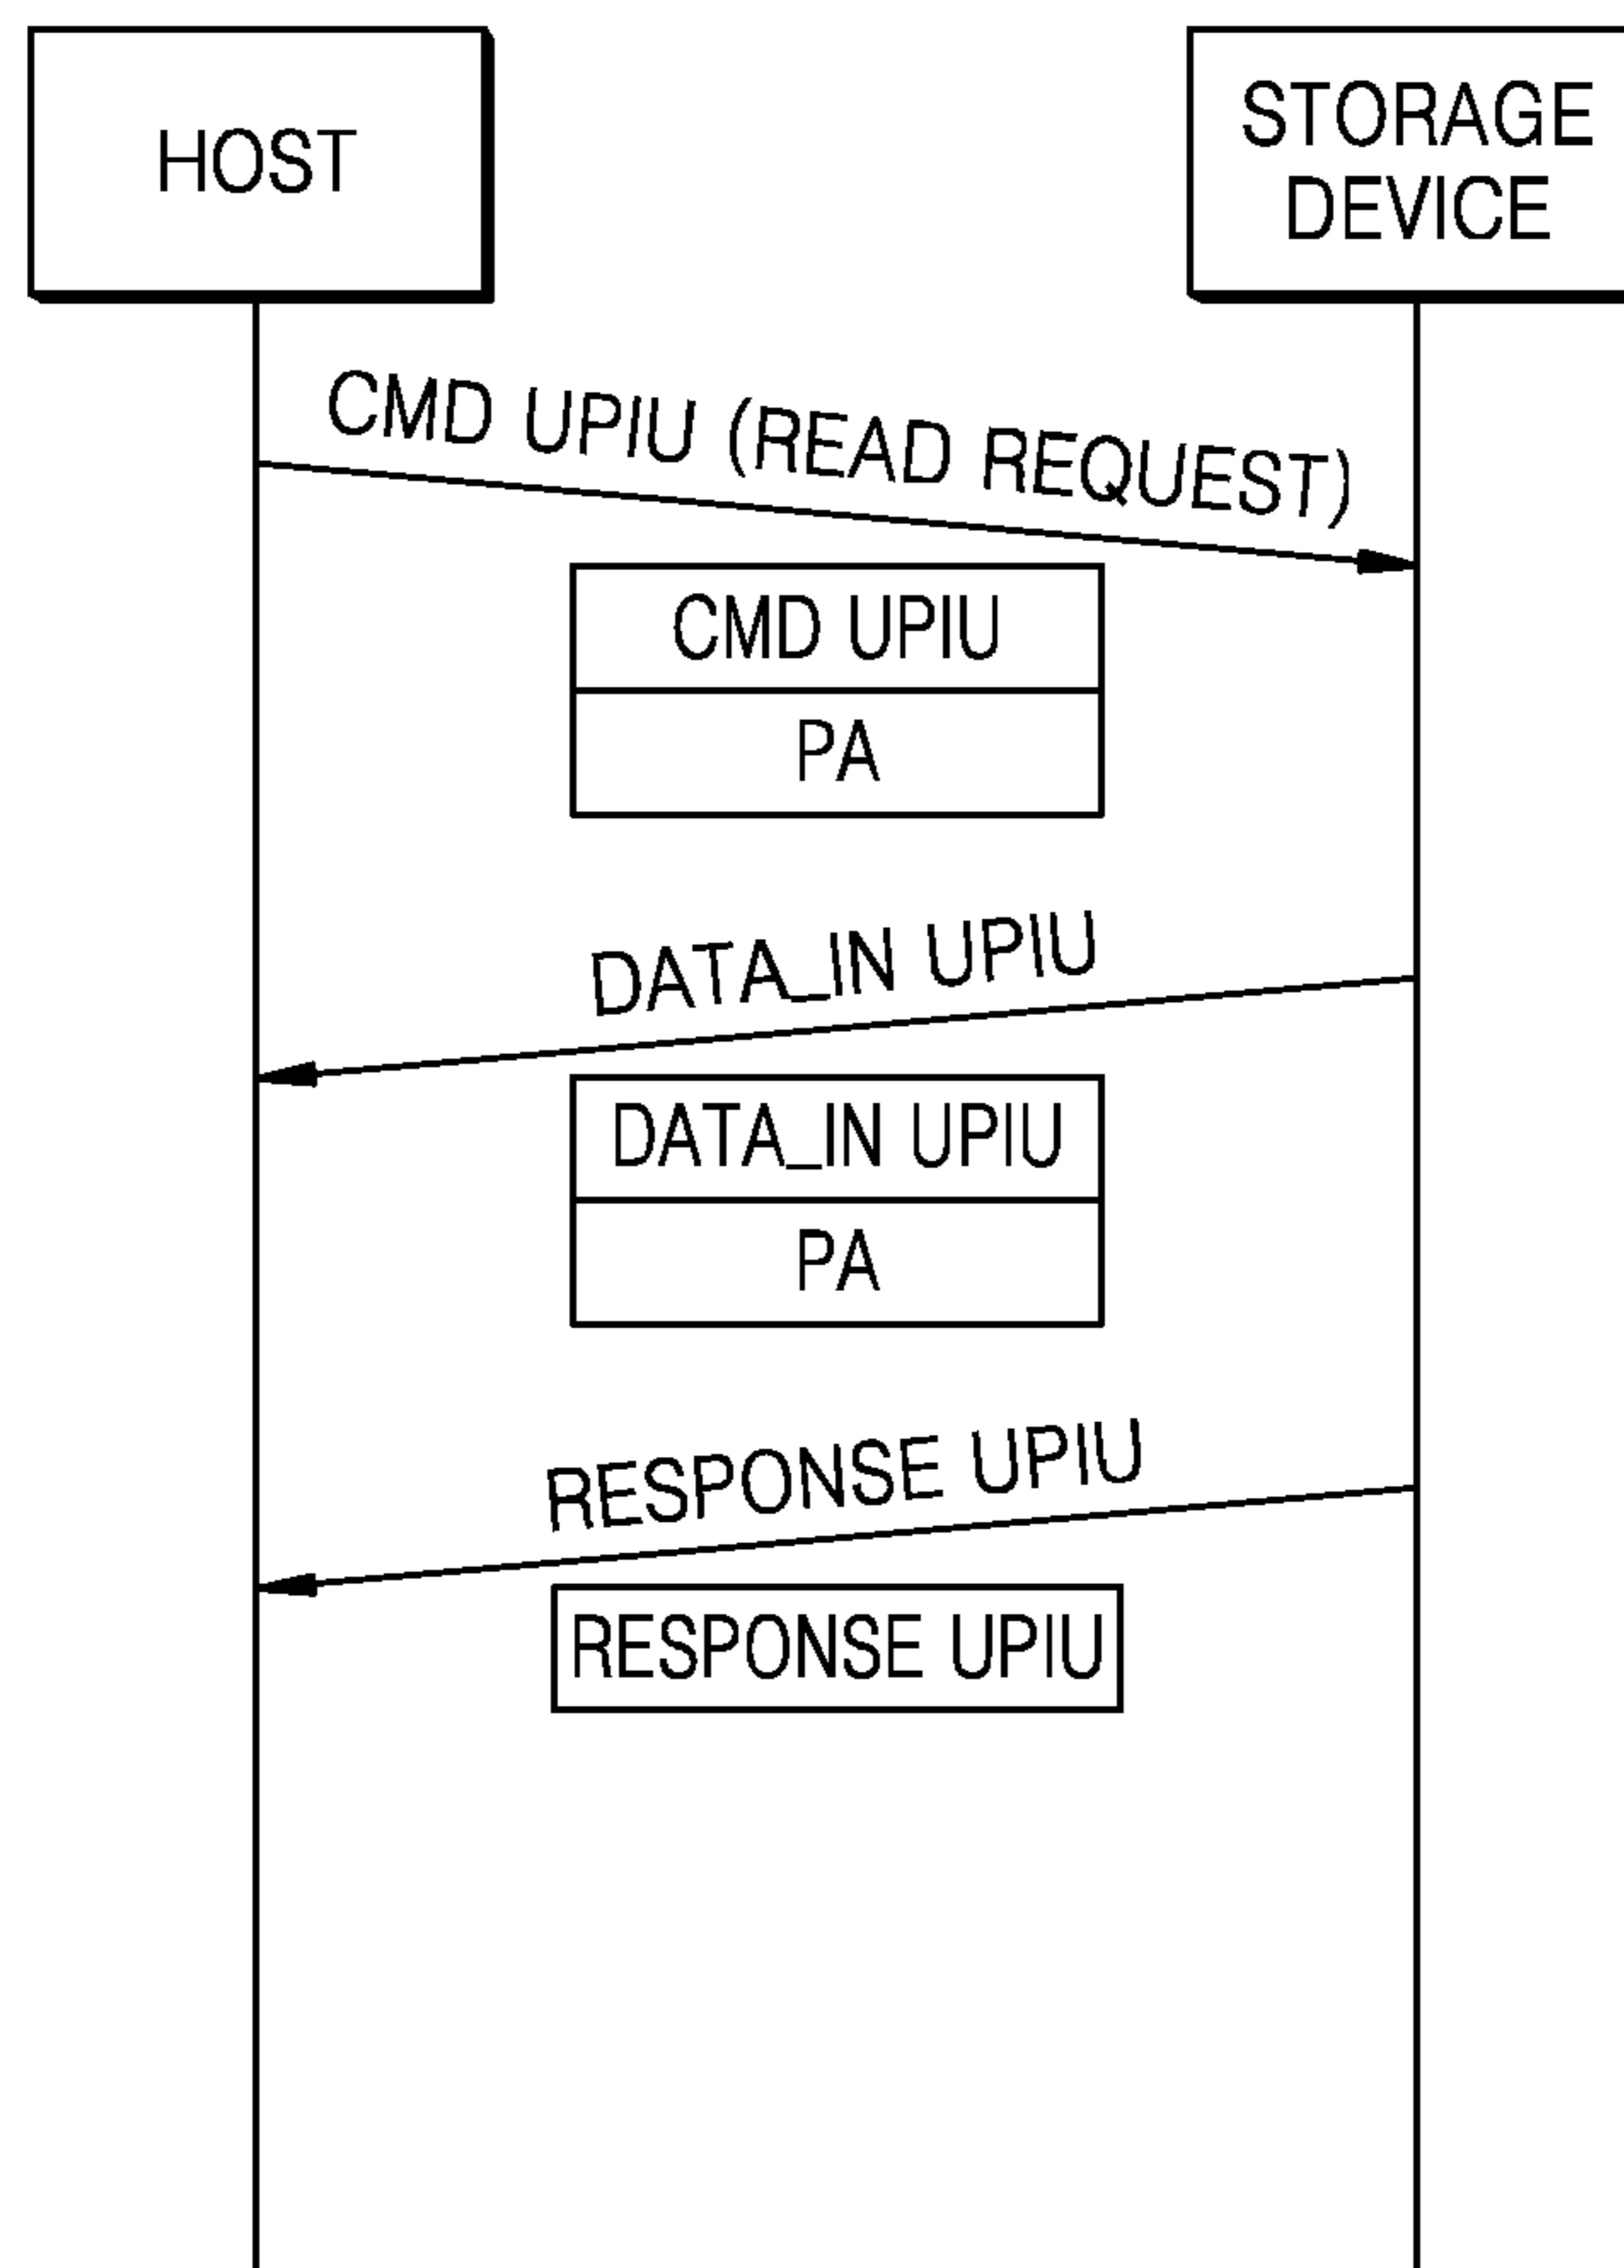 HOST
STORAGE
DEVICE
CMD UPIU (READ REQUEST)
CMD UPIU
PA
DATA_IN UPIU
DATA_IN UPIU
PA
RESPONSE UPIU
RESPONSE UPIU